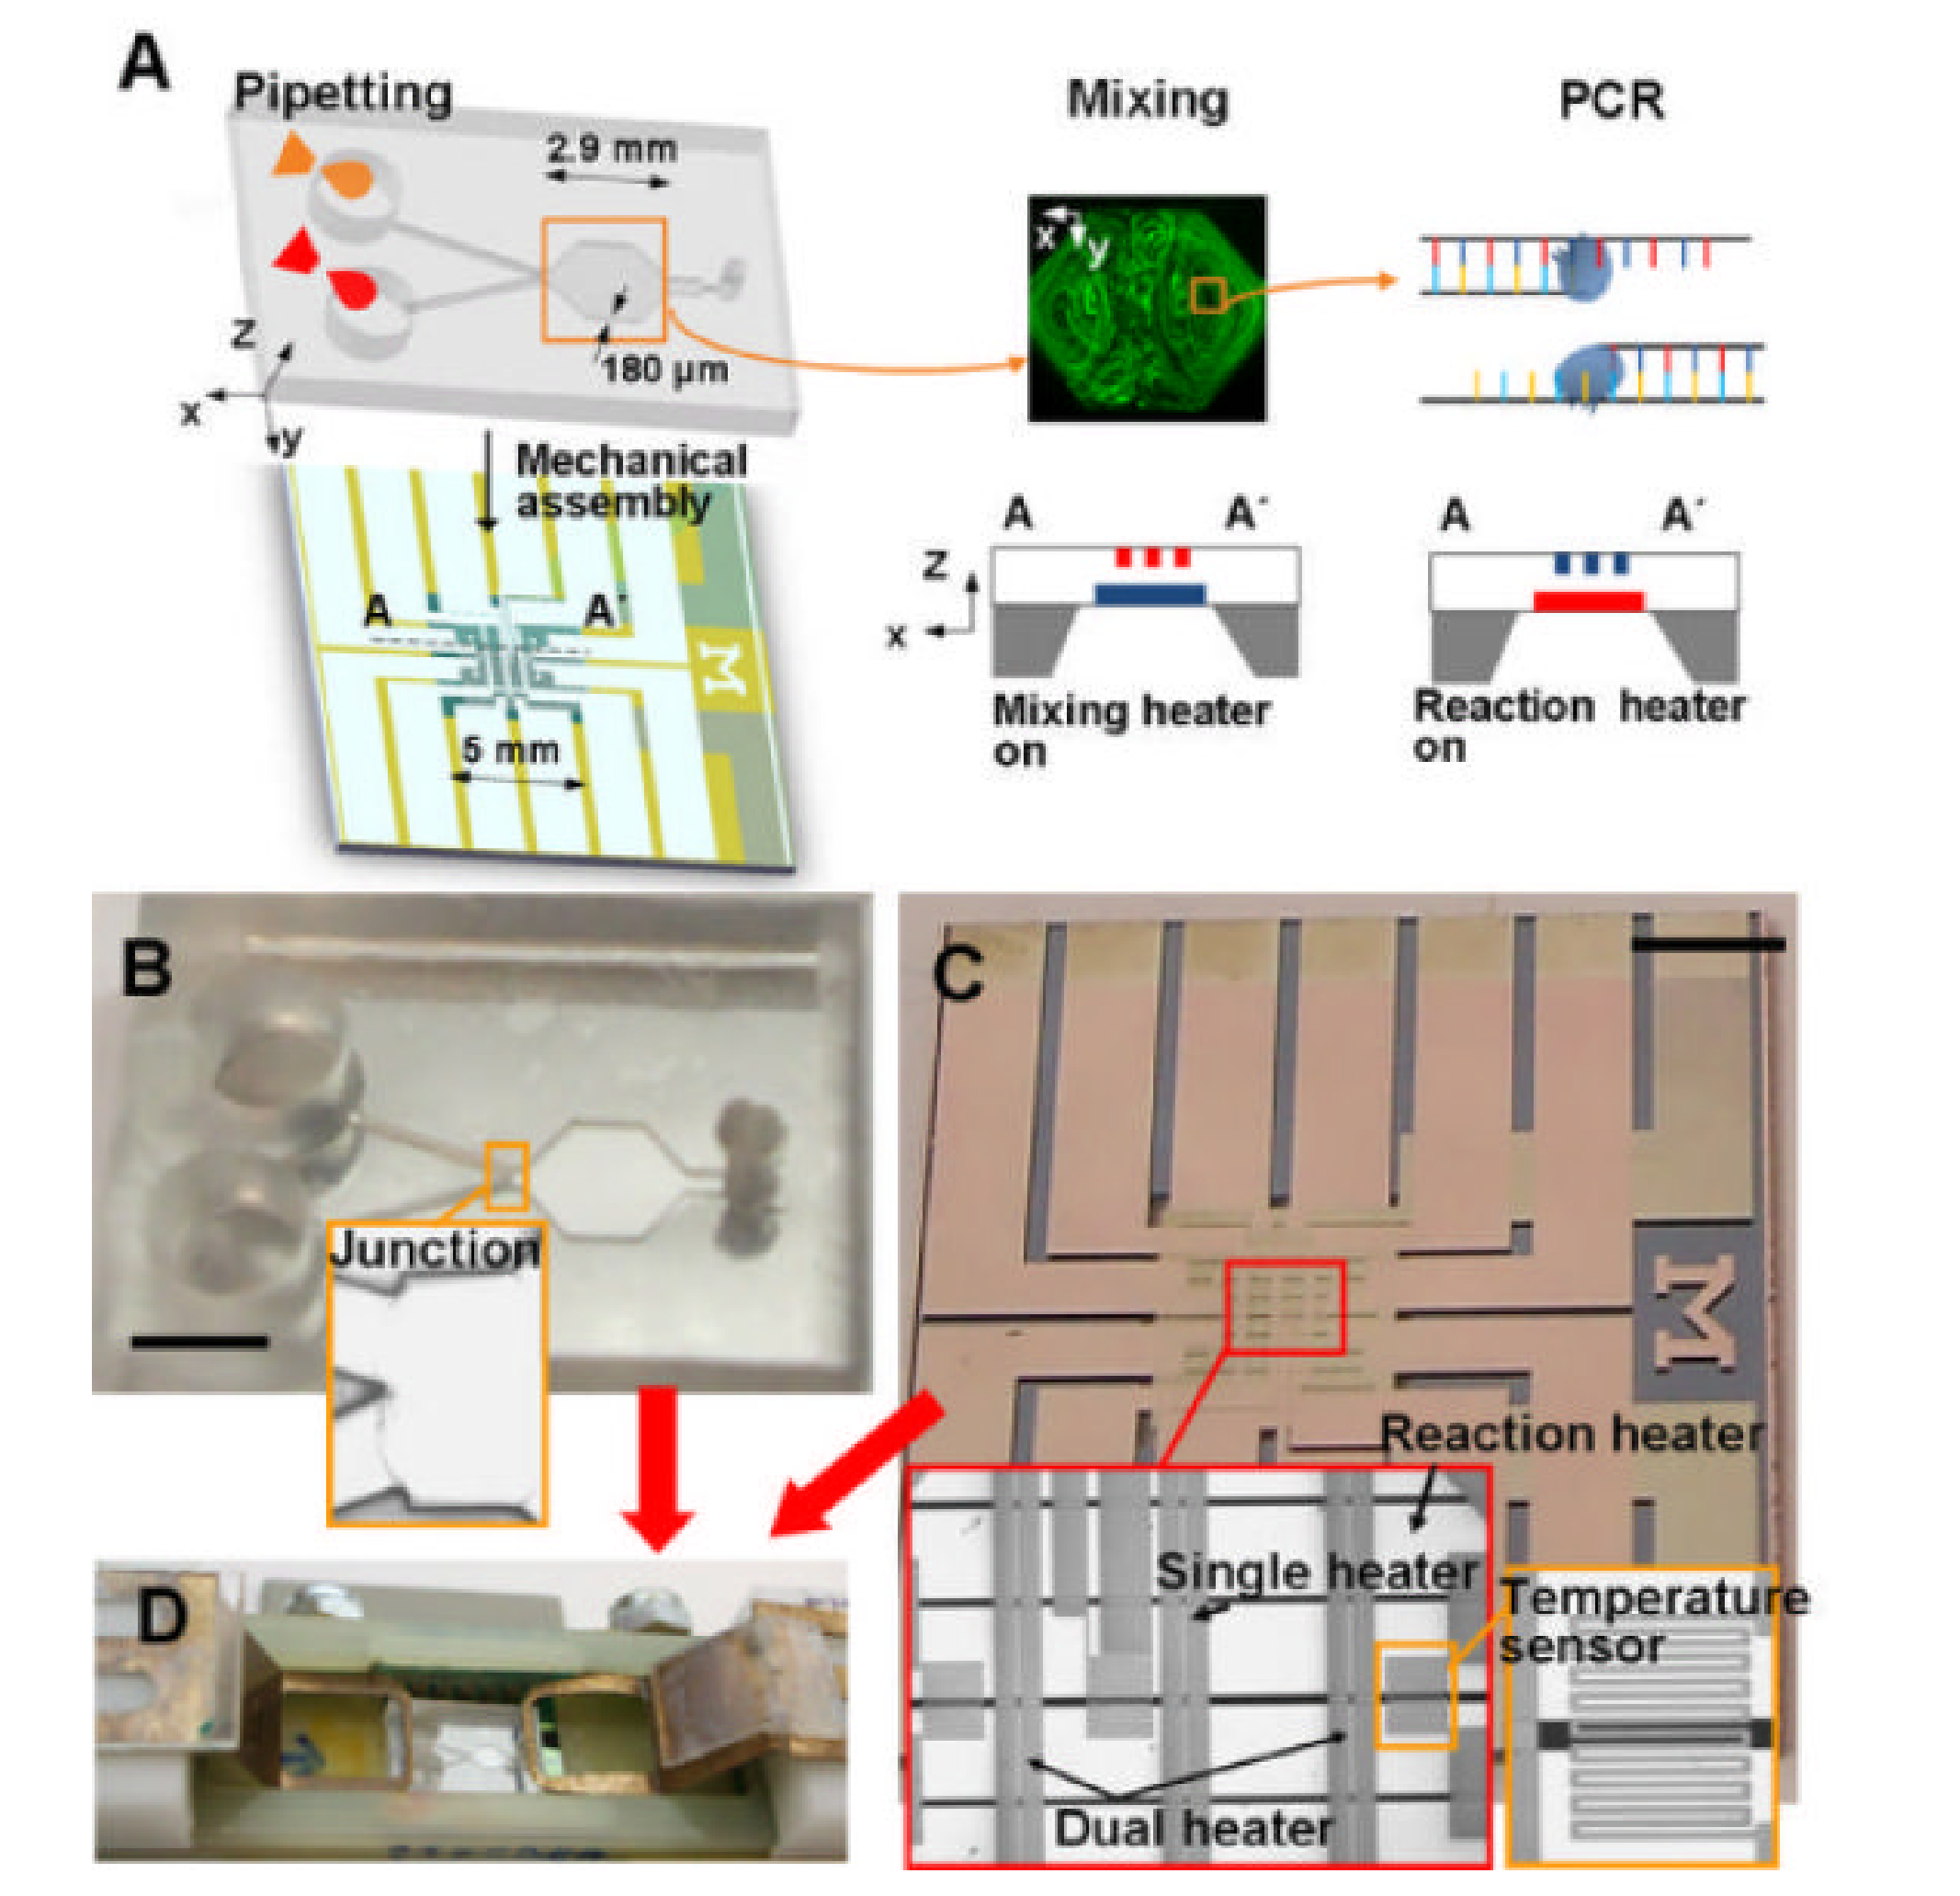 A
Pipetting
Mixing
PCR
2.9 mm
180 µm
Z
x
y
x
y
Mechanical
assembly
A
A´
5 mm
M
A
A´
A
A´
Z
x
Mixing heater
on
Reaction heater
on
B
Junction
C
M
Reaction heater
Single heater
Temperature
sensor
Dual heater
D